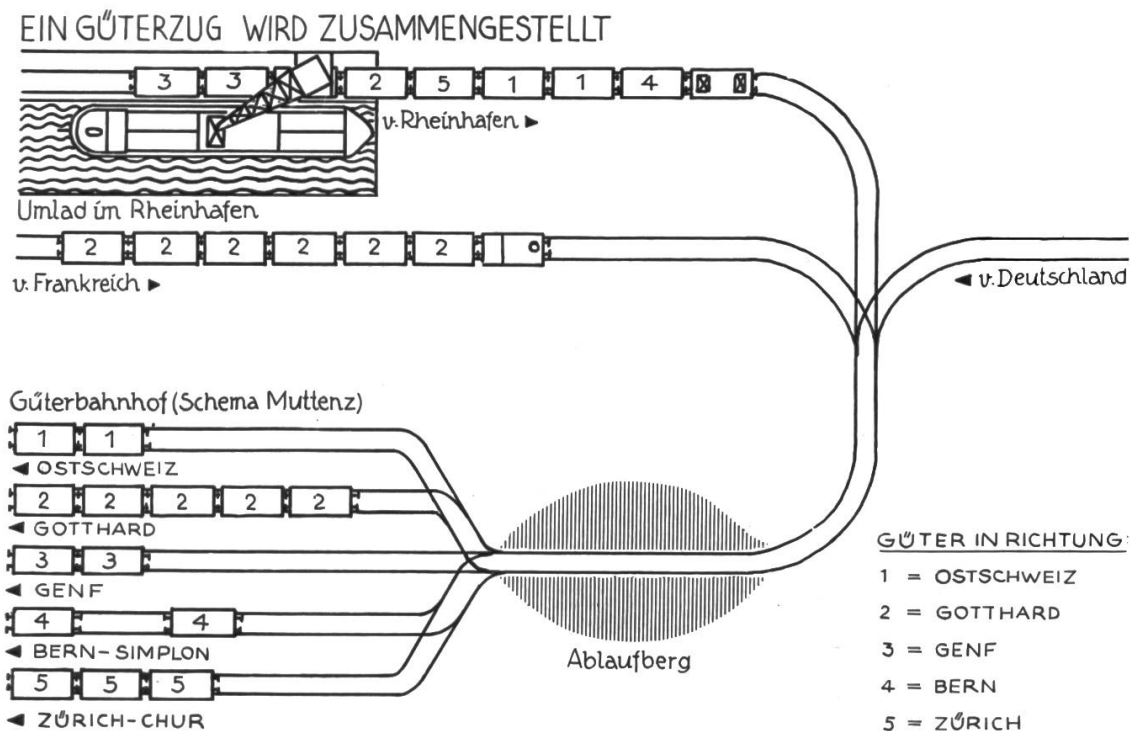 EIN GÜTERZUG WIRD ZUSAMMENGESTELLT
3 3 2 5 1 1 4
v. Rheinhafen ►
Umlad im Rheinhafen
2 2 2 2 2 2
v. Frankreich ►
◄ v. Deutschland
Güterbahnhof (Schema Muttenz)
1 1
◄ OSTSCHWEIZ
2 2 2 2 2
◄ GOTTHARD
3 3
◄ GENF
4 4
◄ BERN-SIMPLON
5 5 5
◄ ZÜRICH-CHUR
Ablaufberg
GÜTER IN RICHTUNG:
1 = OSTSCHWEIZ
2 = GOTTHARD
3 = GENF
4 = BERN
5 = ZÜRICH